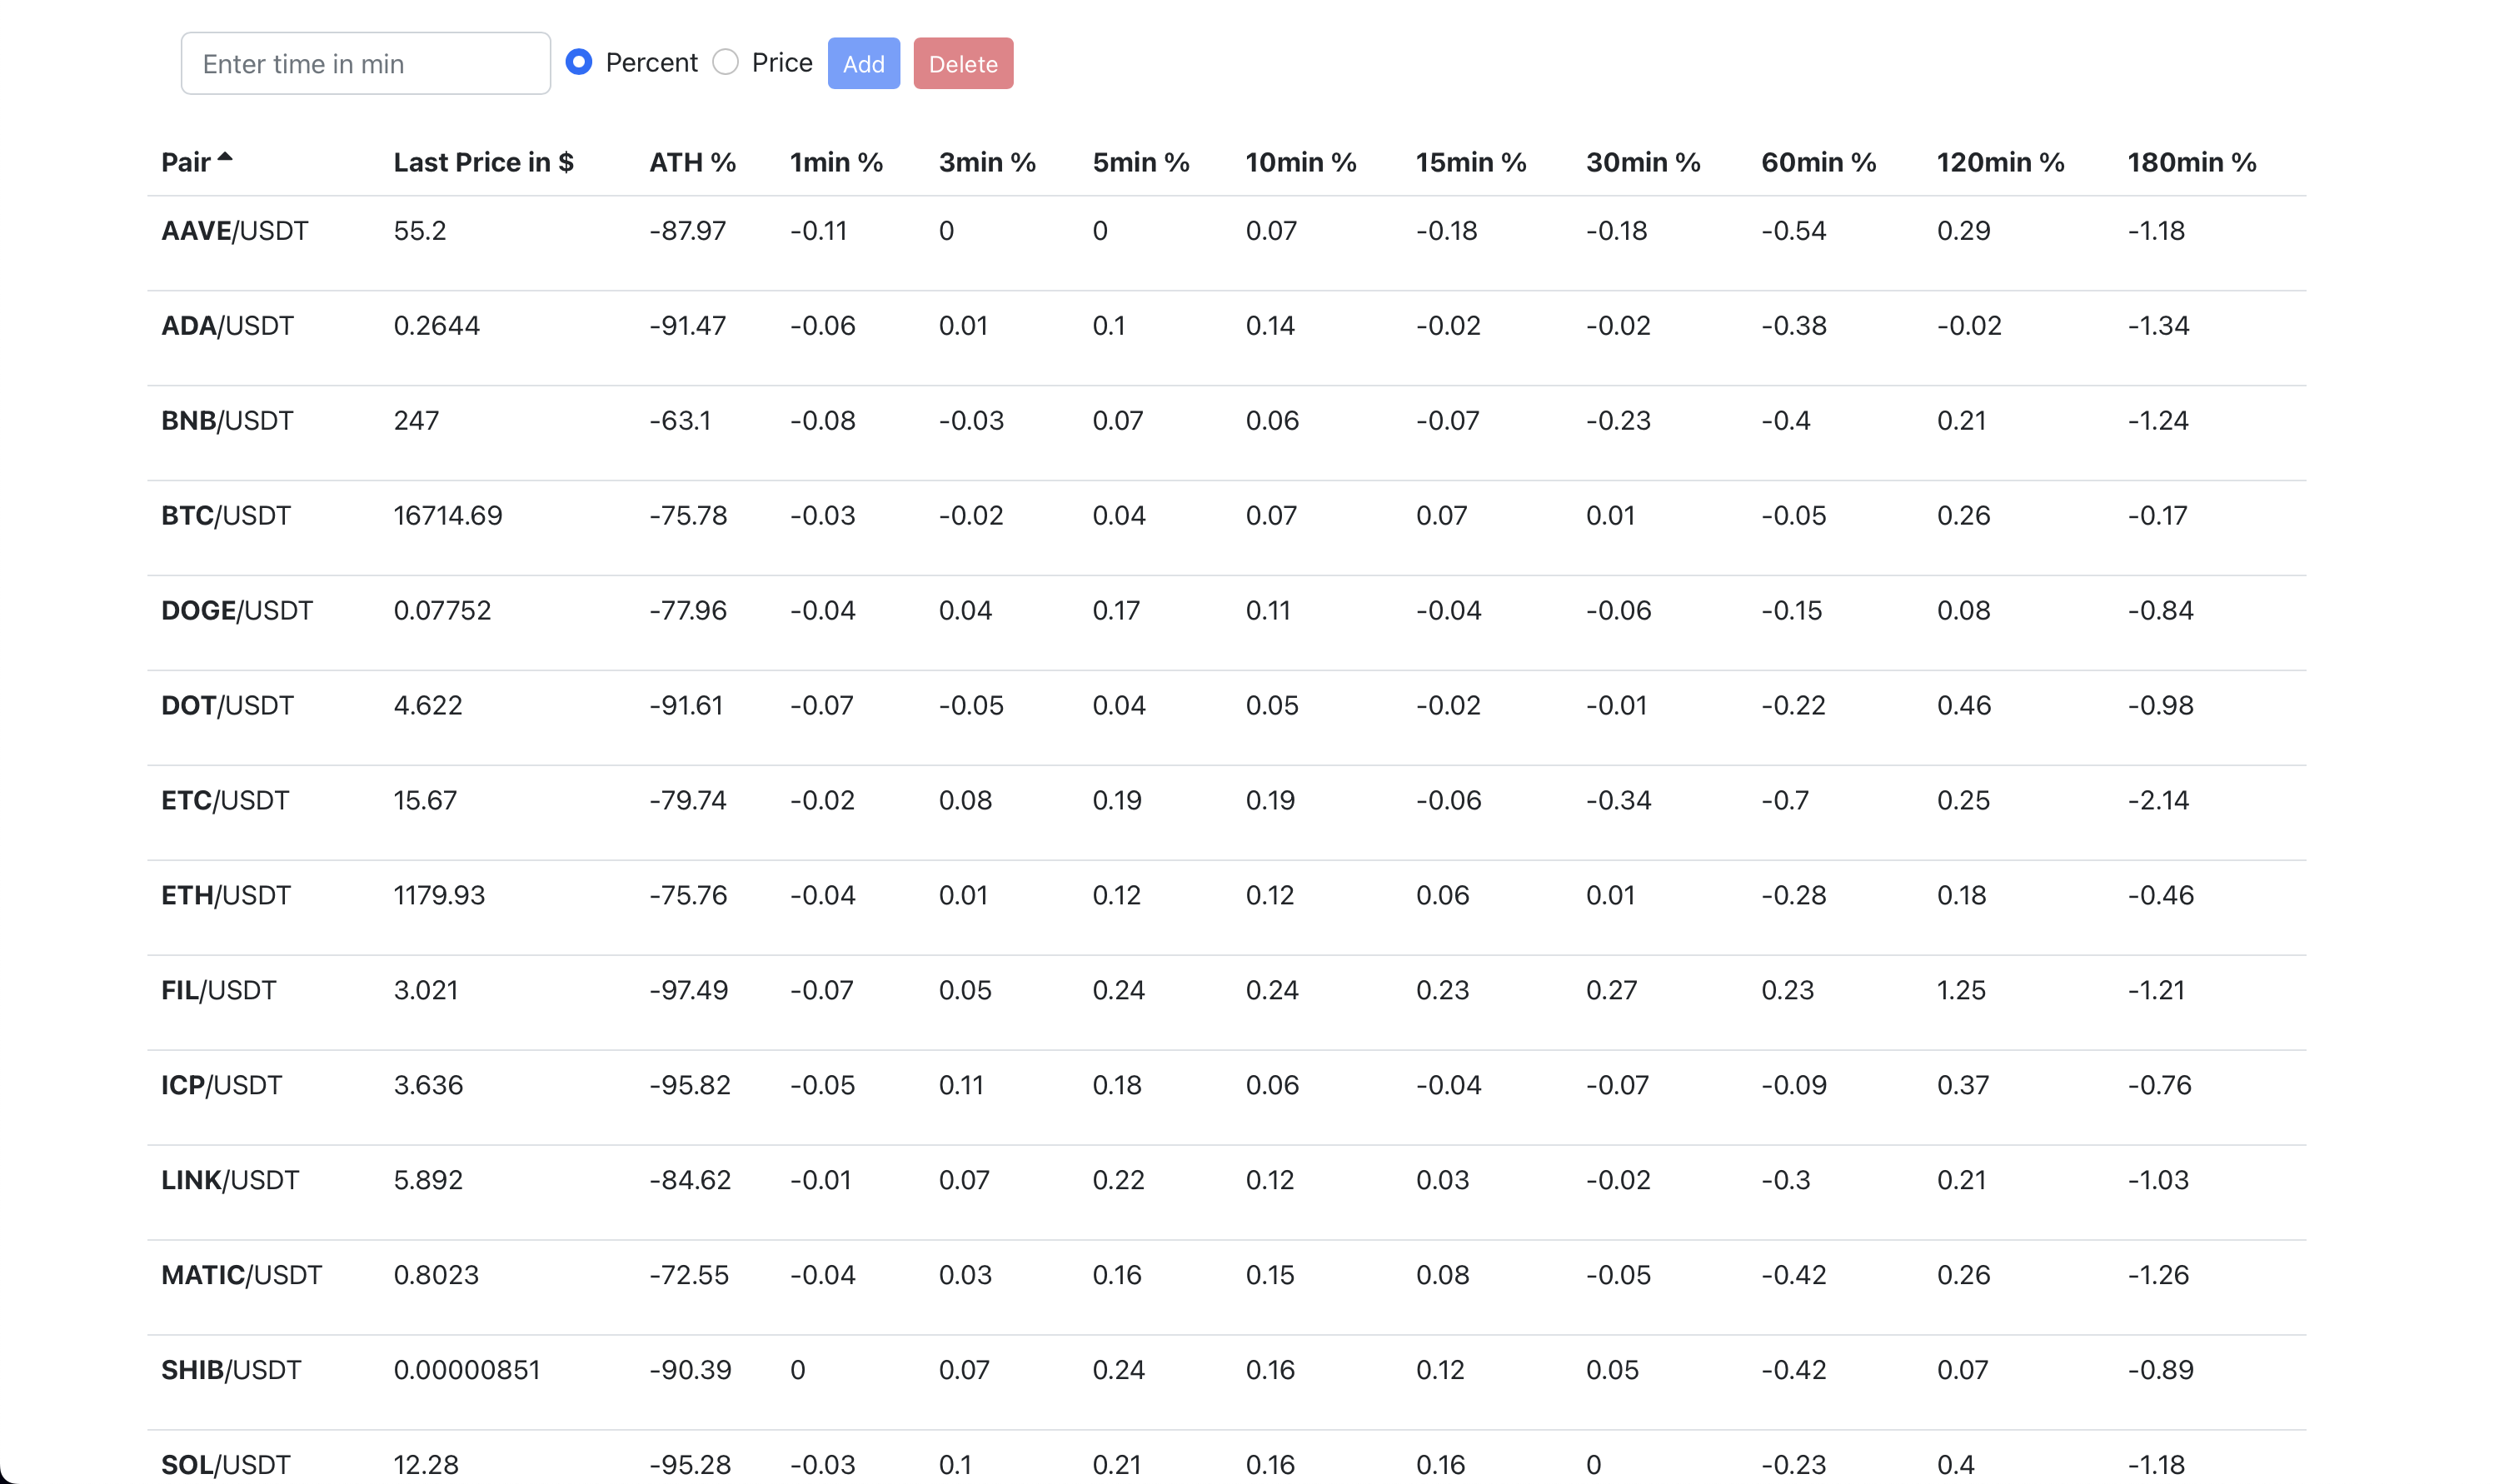 Enter time in min Percent Price Add Delete
Pair Last Price in $ ATH % 1min % 3min % 5min % 10min % 15min % 30min % 60min % 120min % 180min %
AAVE/USDT 55.2 -87.97 -0.11 0 0 0.07 -0.18 -0.18 -0.54 0.29 -1.18
ADA/USDT 0.2644 -91.47 -0.06 0.01 0.1 0.14 -0.02 -0.02 -0.38 -0.02 -1.34
BNB/USDT 247 -63.1 -0.08 -0.03 0.07 0.06 -0.07 -0.23 -0.4 0.21 -1.24
BTC/USDT 16714.69 -75.78 -0.03 -0.02 0.04 0.07 0.07 0.01 -0.05 0.26 -0.17
DOGE/USDT 0.07752 -77.96 -0.04 0.04 0.17 0.11 -0.04 -0.06 -0.15 0.08 -0.84
DOT/USDT 4.622 -91.61 -0.07 -0.05 0.04 0.05 -0.02 -0.01 -0.22 0.46 -0.98
ETC/USDT 15.67 -79.74 -0.02 0.08 0.19 0.19 -0.06 -0.34 -0.7 0.25 -2.14
ETH/USDT 1179.93 -75.76 -0.04 0.01 0.12 0.12 0.06 0.01 -0.28 0.18 -0.46
FIL/USDT 3.021 -97.49 -0.07 0.05 0.24 0.24 0.23 0.27 0.23 1.25 -1.21
ICP/USDT 3.636 -95.82 -0.05 0.11 0.18 0.06 -0.04 -0.07 -0.09 0.37 -0.76
LINK/USDT 5.892 -84.62 -0.01 0.07 0.22 0.12 0.03 -0.02 -0.3 0.21 -1.03
MATIC/USDT 0.8023 -72.55 -0.04 0.03 0.16 0.15 0.08 -0.05 -0.42 0.26 -1.26
SHIB/USDT 0.00000851 -90.39 0 0.07 0.24 0.16 0.12 0.05 -0.42 0.07 -0.89
SOL/USDT 12.28 -95.28 -0.03 0.1 0.21 0.16 0.16 0 -0.23 0.4 -1.18